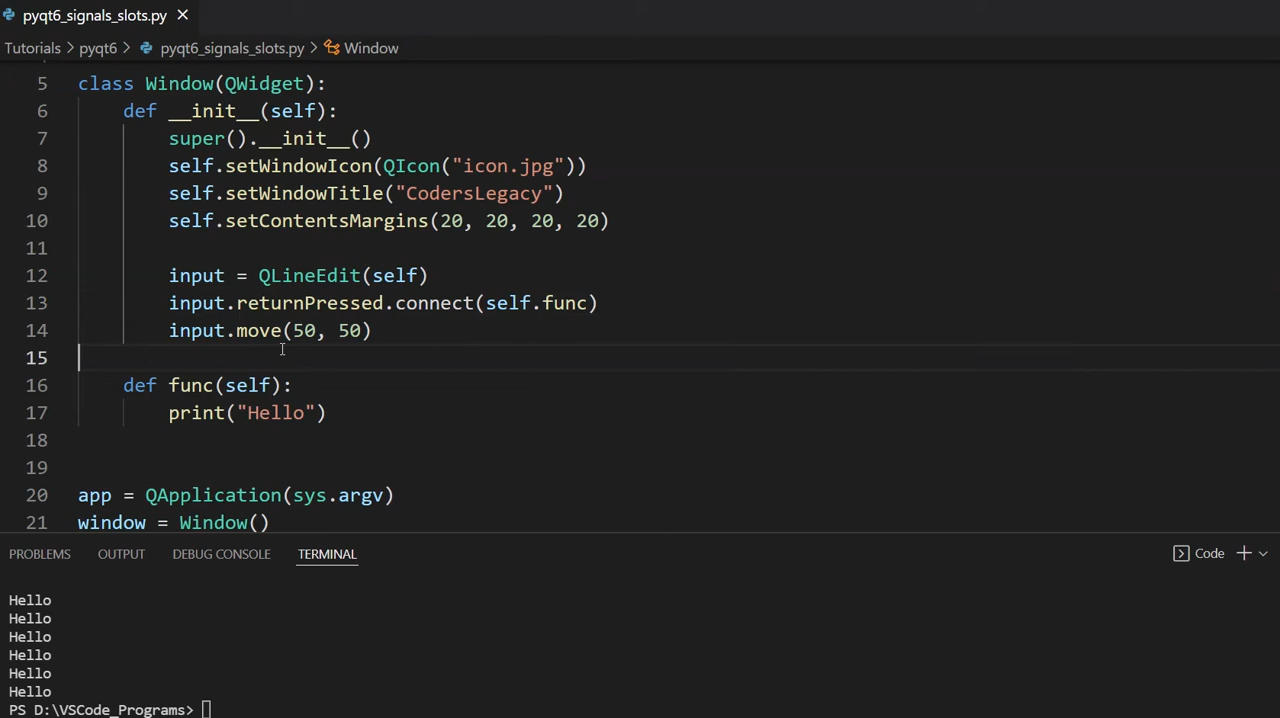 pyqt6_signals_slots.py
Tutorials > pyqt6 > pyqt6_signals_slots.py > Window
5 class Window(QWidget):
6 def __init__(self):
7 super().__init__()
8 self.setWindowIcon(QIcon("icon.jpg"))
9 self.setWindowTitle("CodersLegacy")
10 self.setContentsMargins(20, 20, 20, 20)
11
12 input = QLineEdit(self)
13 input.returnPressed.connect(self.func)
14 input.move(50, 50)
15
16 def func(self):
17 print("Hello")
18
19
20 app = QApplication(sys.argv)
21 window = Window()
PROBLEMS OUTPUT DEBUG CONSOLE TERMINAL Code
Hello
Hello
Hello
Hello
Hello
Hello
PS D:\VSCode_Programs>